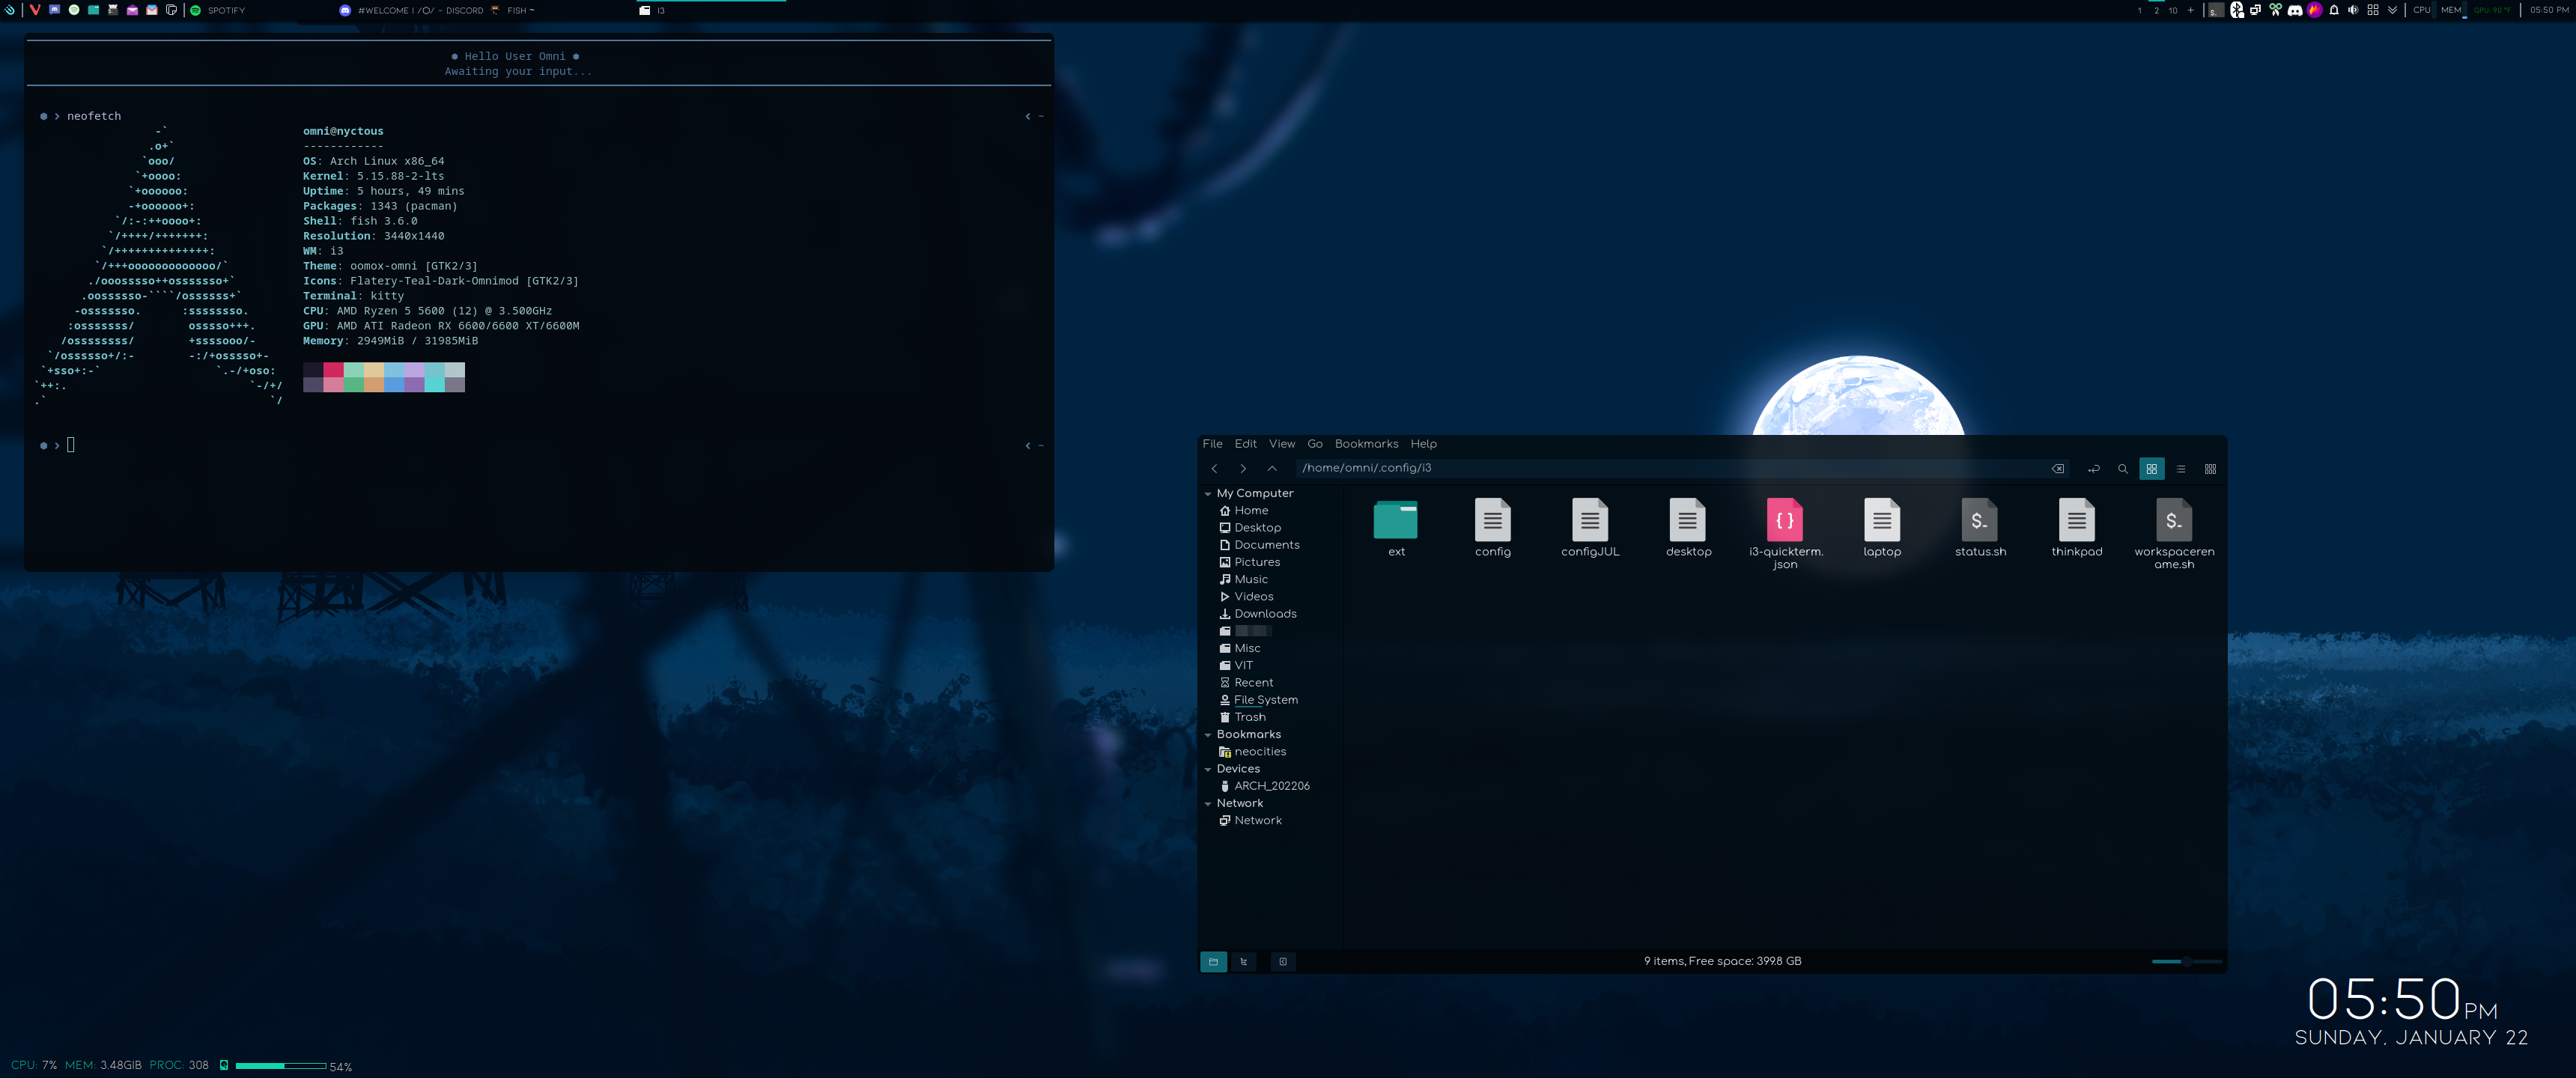 SPOTIFY
#WELCOME | /O/ - DISCORD
FISH ~
I3
1 2 10 +
CPU MEM GPU: 90 °F 05:50 PM
Hello User Omni
Awaiting your input...
neofetch
~
omni@nyctous
------------
OS: Arch Linux x86_64
Kernel: 5.15.88-2-lts
Uptime: 5 hours, 49 mins
Packages: 1343 (pacman)
Shell: fish 3.6.0
Resolution: 3440x1440
WM: i3
Theme: oomox-omni [GTK2/3]
Icons: Flatery-Teal-Dark-Omnimod [GTK2/3]
Terminal: kitty
CPU: AMD Ryzen 5 5600 (12) @ 3.500GHz
GPU: AMD ATI Radeon RX 6600/6600 XT/6600M
Memory: 2949MiB / 31985MiB
~
File Edit View Go Bookmarks Help
/home/omni/.config/i3
My Computer
Home
Desktop
Documents
Pictures
Music
Videos
Downloads
Misc
VIT
Recent
File System
Trash
Bookmarks
neocities
Devices
ARCH_202206
Network
Network
ext
config
configJUL
desktop
i3-quickterm.
json
laptop
status.sh
thinkpad
workspaceren
ame.sh
9 items, Free space: 399.8 GB
05:50PM
SUNDAY, JANUARY 22
CPU: 7% MEM: 3.48GIB PROC: 308 54%